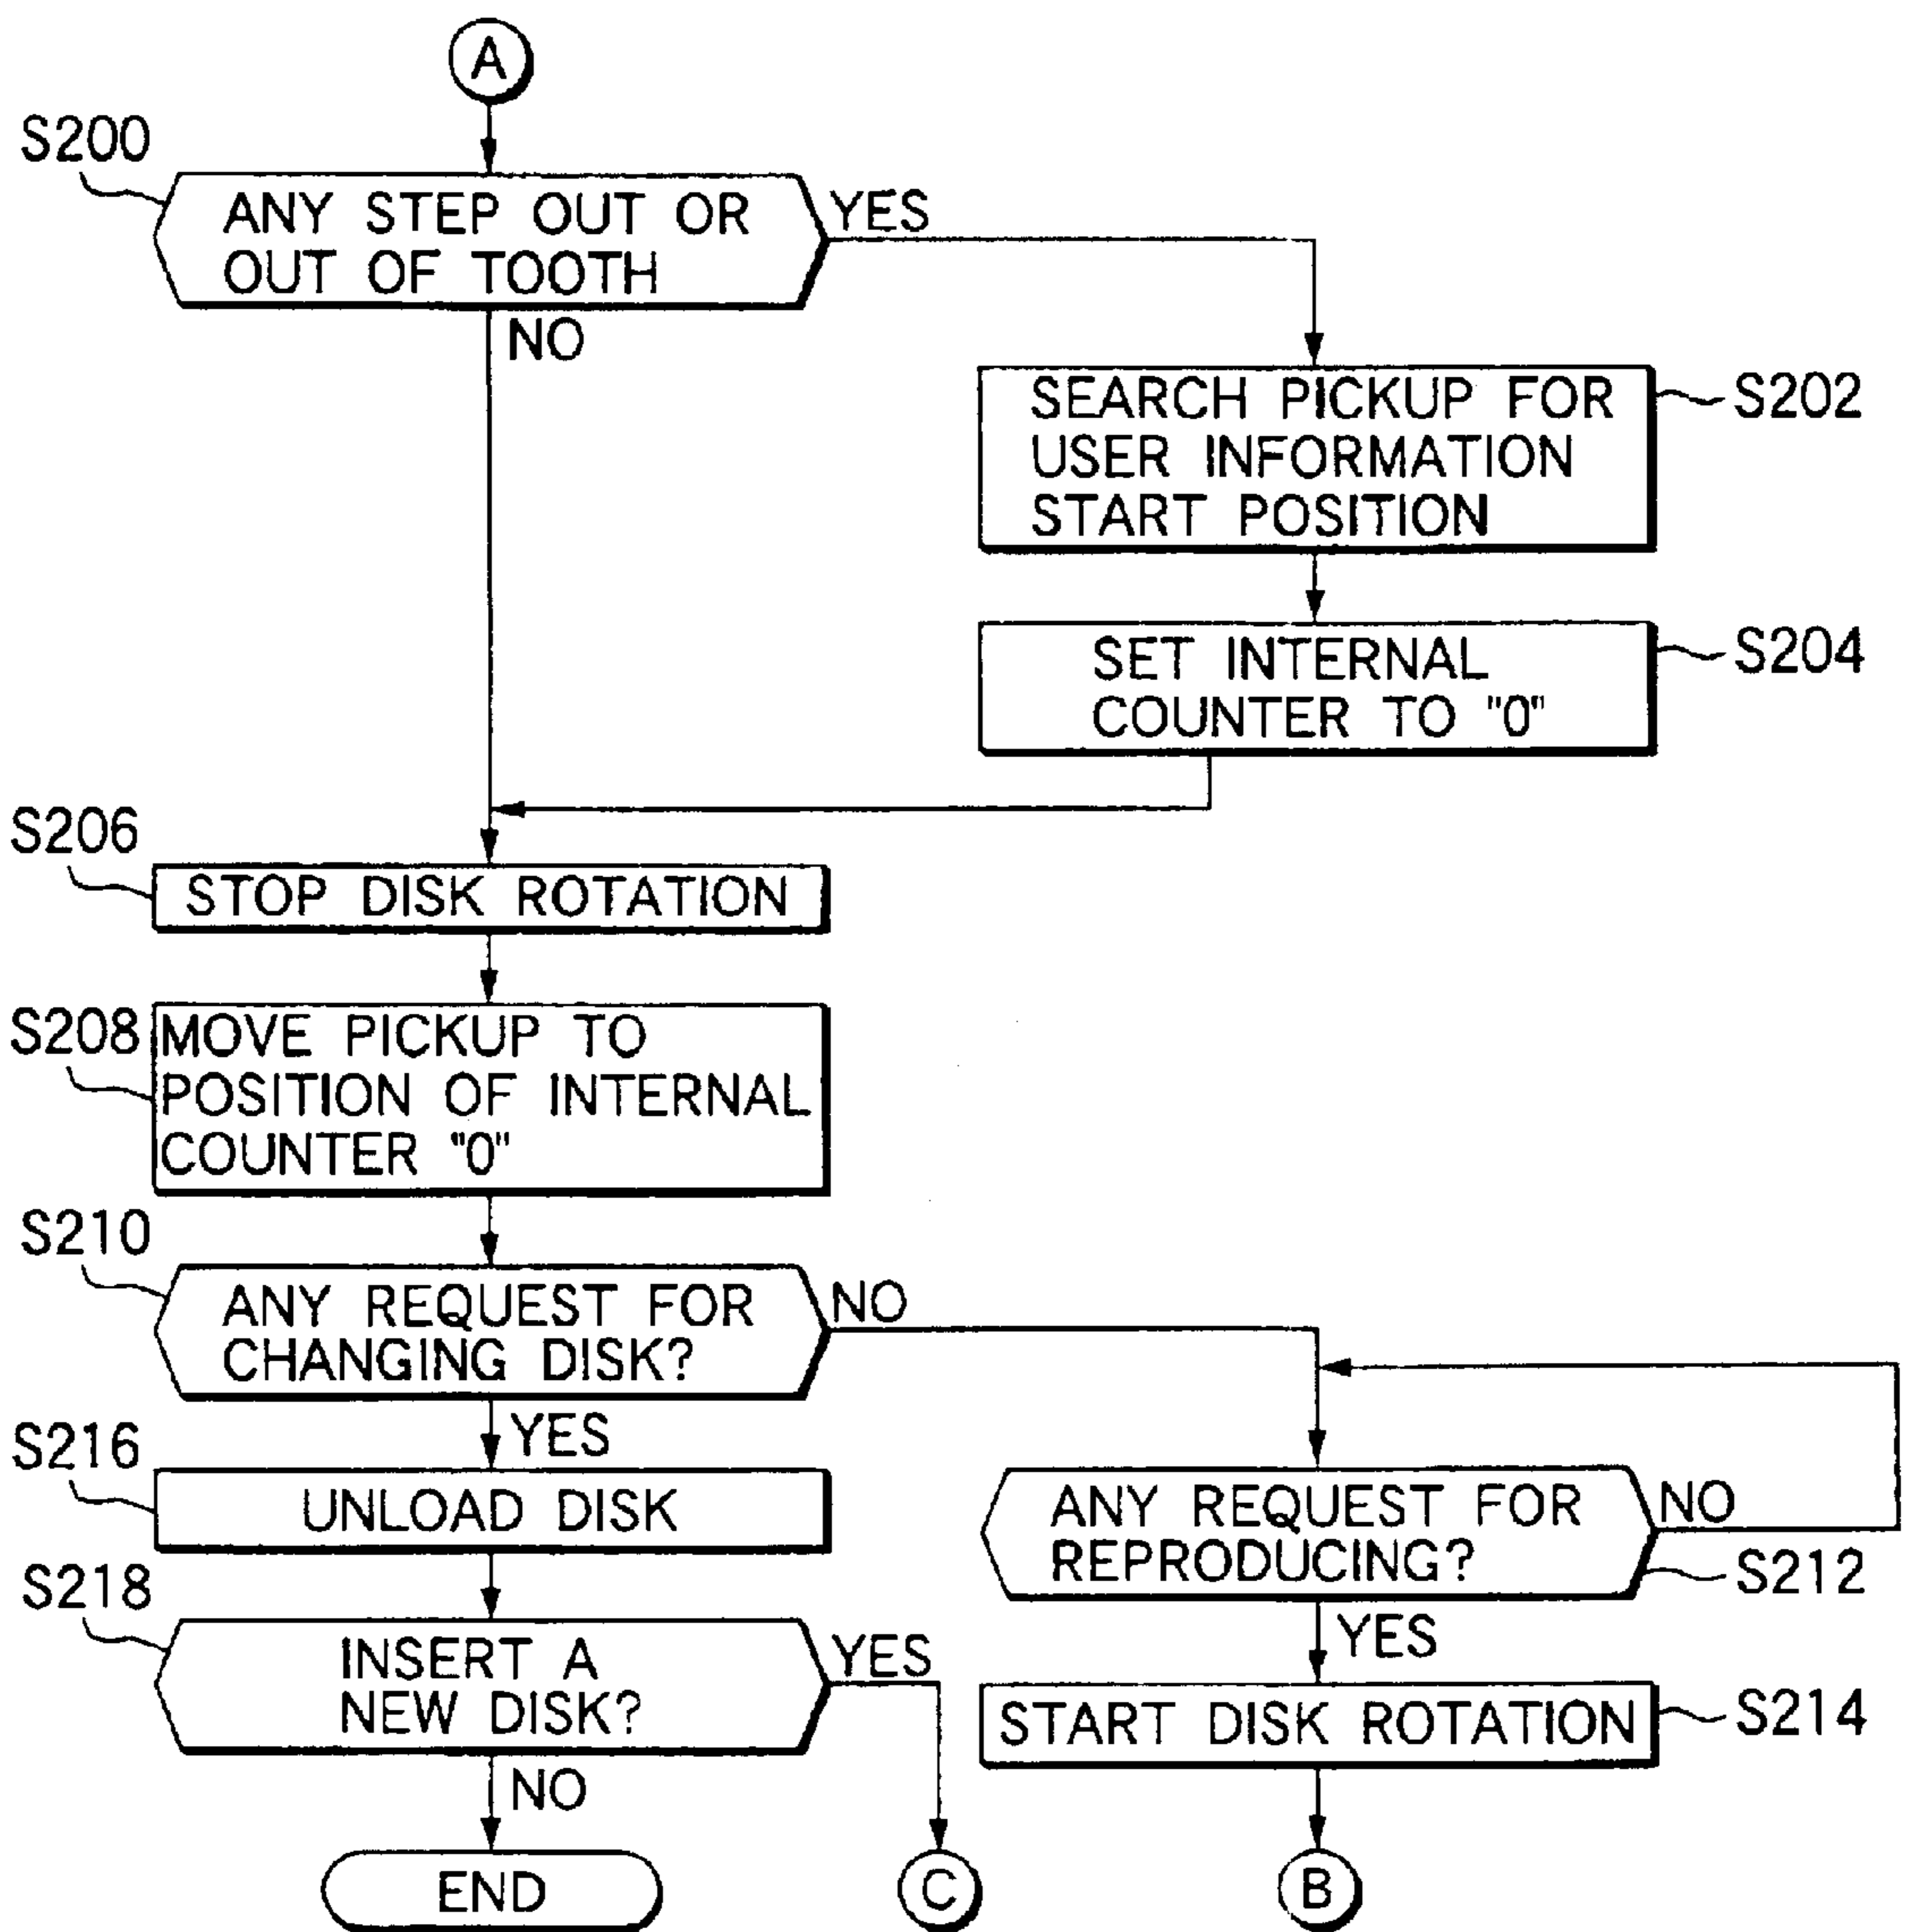 A
S200
ANY STEP OUT OR
OUT OF TOOTH
YES
NO
SEARCH PICKUP FOR
USER INFORMATION
START POSITION
S202
SET INTERNAL
COUNTER TO "0"
S204
S206
STOP DISK ROTATION
S208
MOVE PICKUP TO
POSITION OF INTERNAL
COUNTER "0"
S210
ANY REQUEST FOR
CHANGING DISK?
NO
YES
S216
UNLOAD DISK
ANY REQUEST FOR
REPRODUCING?
NO
S212
YES
S218
INSERT A
NEW DISK?
YES
NO
START DISK ROTATION
S214
END
C
B